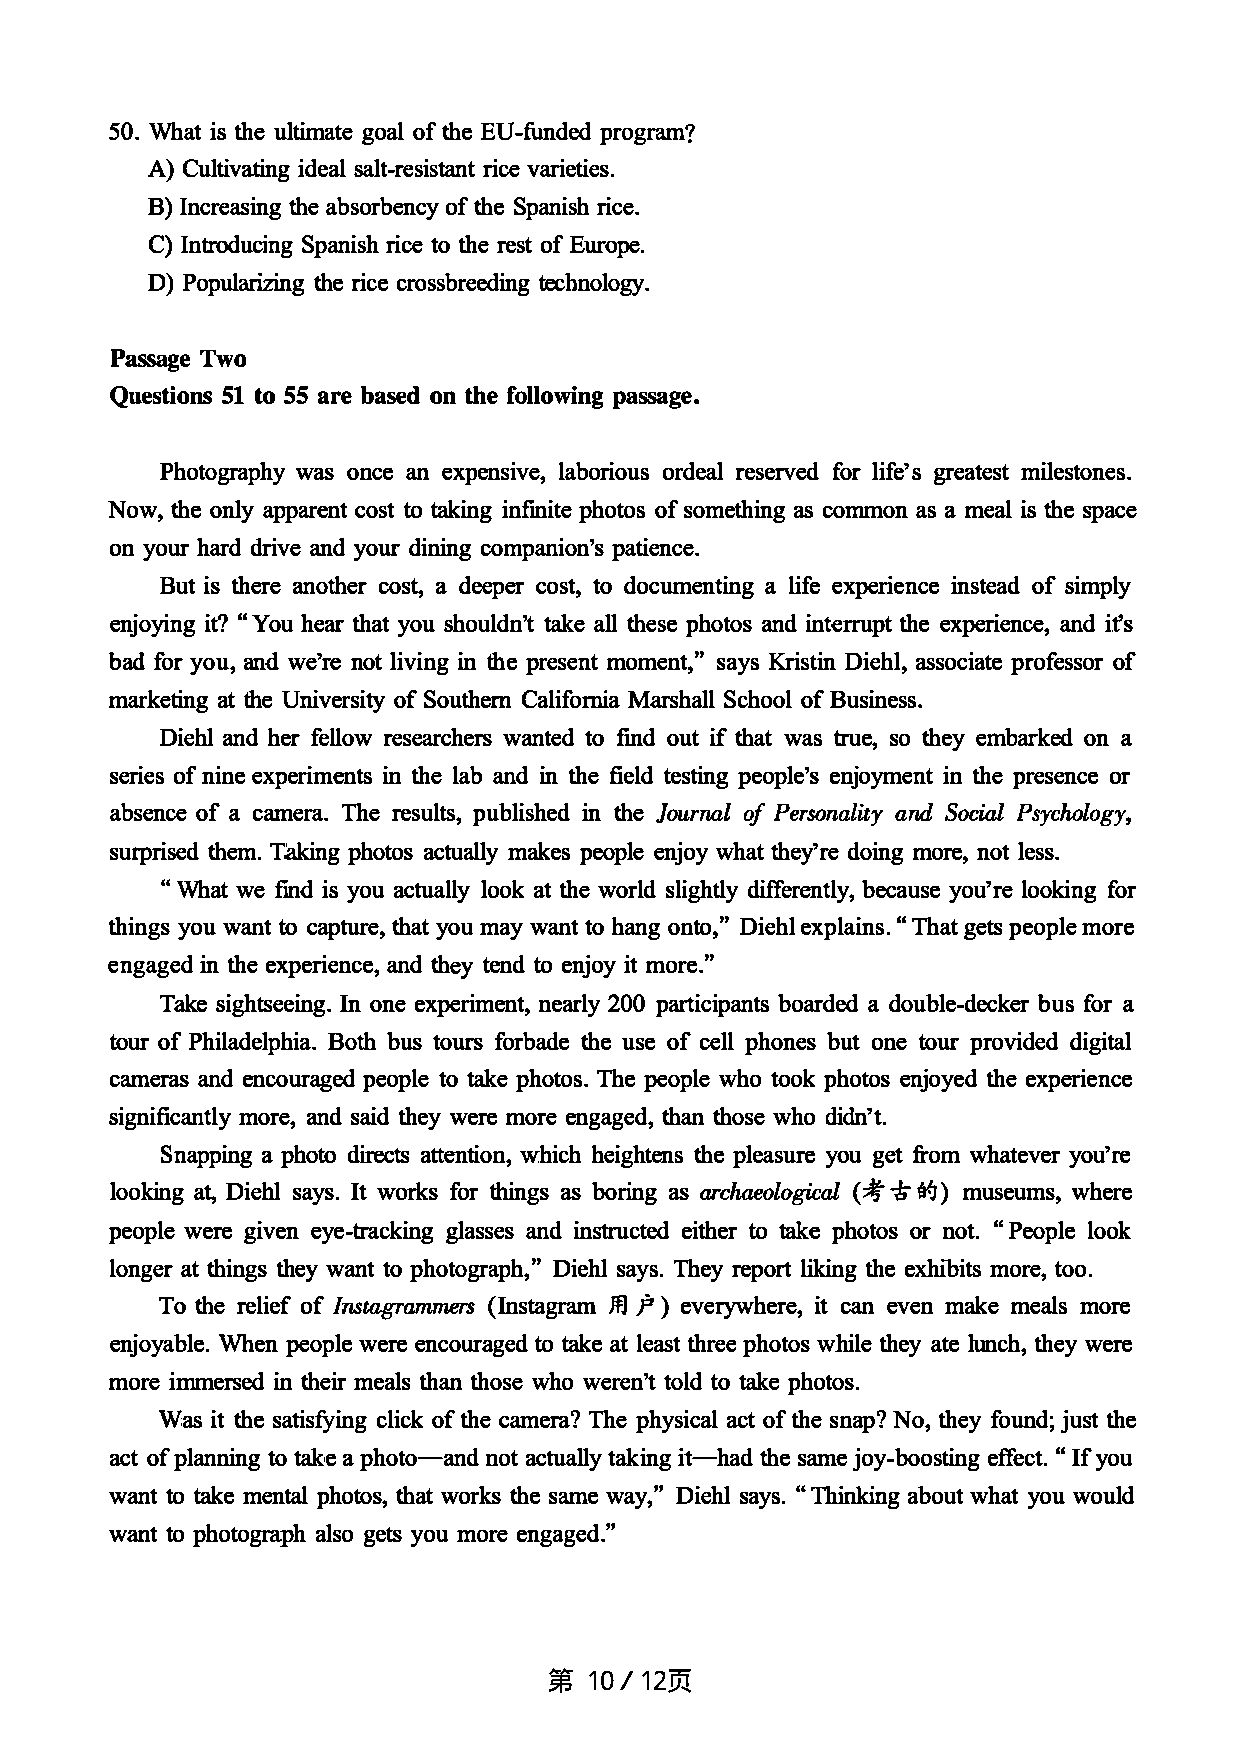 50. What is the ultimate goal of the EU-funded program?
A) Cultivating ideal salt-resistant rice varieties.
B) Increasing the absorbency of the Spanish rice.
C) Introducing Spanish rice to the rest of Europe.
D) Popularizing the rice crossbreeding technology.
Passage Two
Questions 51 to 55 are based on the following passage.
Photography was once an expensive, laborious ordeal reserved for life’s greatest milestones.
Now, the only apparent cost to taking infinite photos of something as common as a meal is the space
on your hard drive and your dining companion’s patience.
But is there another cost, a deeper cost, to documenting a life experience instead of simply
enjoying it? “You hear that you shouldn’t take all these photos and interrupt the experience, and it’s
bad for you, and we’re not living in the present moment,” says Kristin Diehl, associate professor of
marketing at the University of Southern California Marshall School of Business.
Diehl and her fellow researchers wanted to find out if that was true, so they embarked on a
series of nine experiments in the lab and in the field testing people’s enjoyment in the presence or
absence of a camera. The results, published in the Journal of Personality and Social Psychology,
surprised them. Taking photos actually makes people enjoy what they’re doing more, not less.
“What we find is you actually look at the world slightly differently, because you’re looking for
things you want to capture, that you may want to hang onto,” Diehl explains. “That gets people more
engaged in the experience, and they tend to enjoy it more.”
Take sightseeing. In one experiment, nearly 200 participants boarded a double-decker bus for a
tour of Philadelphia. Both bus tours forbade the use of cell phones but one tour provided digital
cameras and encouraged people to take photos. The people who took photos enjoyed the experience
significantly more, and said they were more engaged, than those who didn’t.
Snapping a photo directs attention, which heightens the pleasure you get from whatever you’re
looking at, Diehl says. It works for things as boring as archaeological (考古的) museums, where
people were given eye-tracking glasses and instructed either to take photos or not. “People look
longer at things they want to photograph,” Diehl says. They report liking the exhibits more, too.
To the relief of Instagrammers (Instagram 用户) everywhere, it can even make meals more
enjoyable. When people were encouraged to take at least three photos while they ate lunch, they were
more immersed in their meals than those who weren’t told to take photos.
Was it the satisfying click of the camera? The physical act of the snap? No, they found; just the
act of planning to take a photo—and not actually taking it—had the same joy-boosting effect. “If you
want to take mental photos, that works the same way,” Diehl says. “Thinking about what you would
want to photograph also gets you more engaged.”
第 10 / 12页